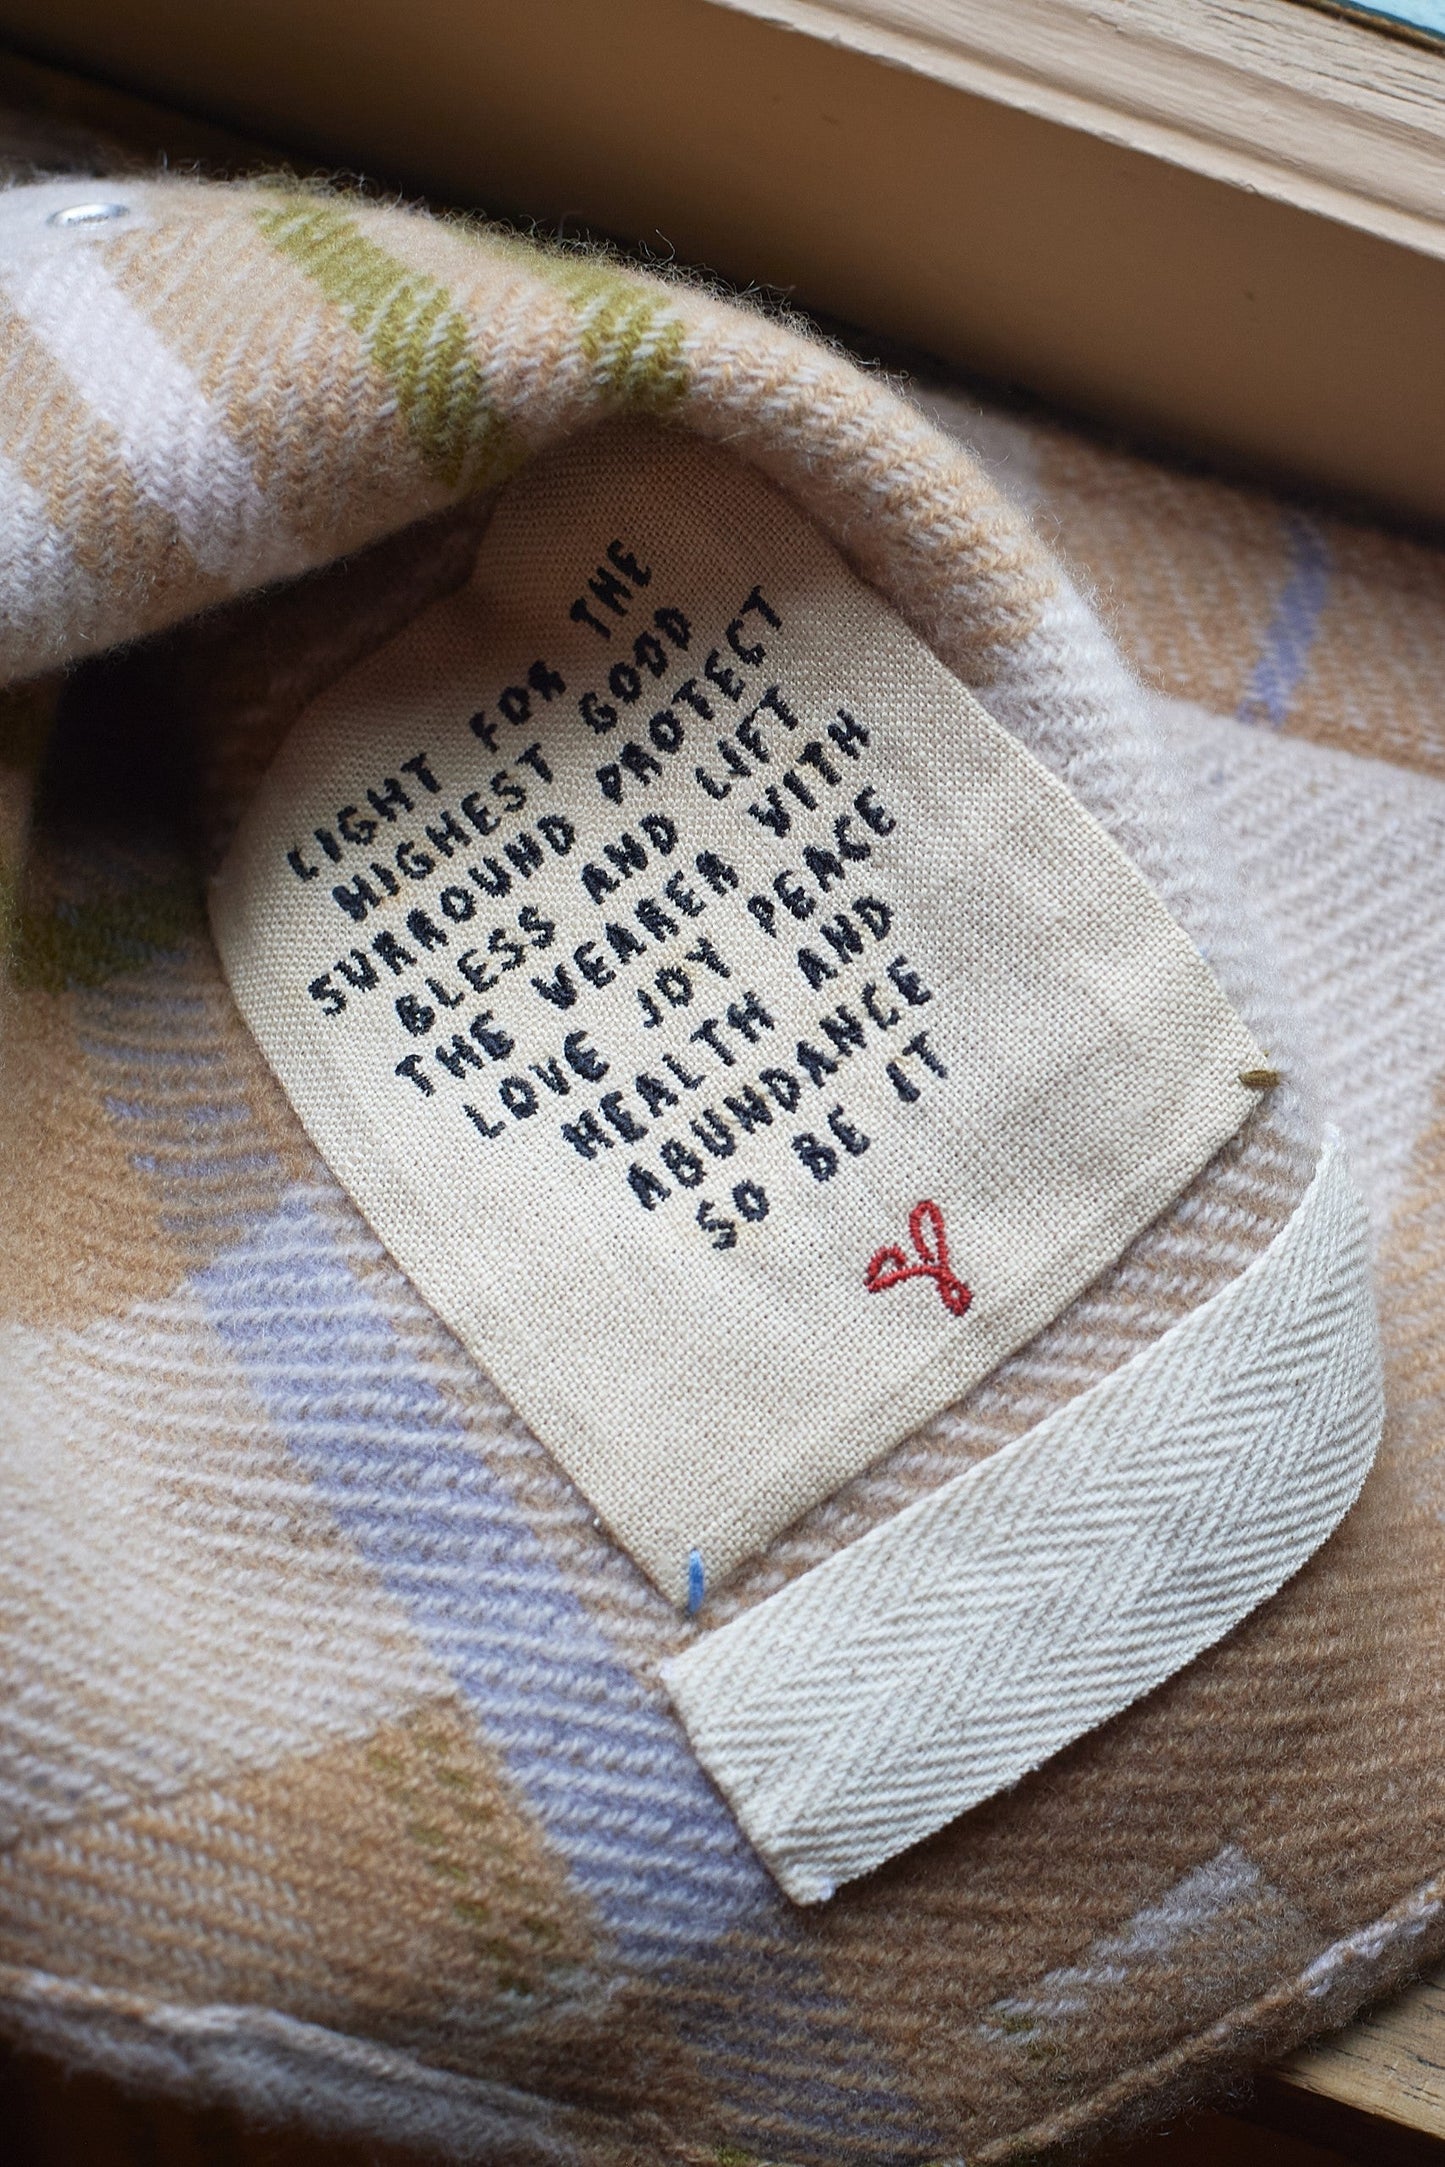 LIGHT FOR THE
HIGHEST GOOD
SURROUND PROTECT
BLESS AND LIFT
THE WEARER WITH
LOVE JOY PEACE
HEALTH AND
ABUNDANCE
SO BE IT